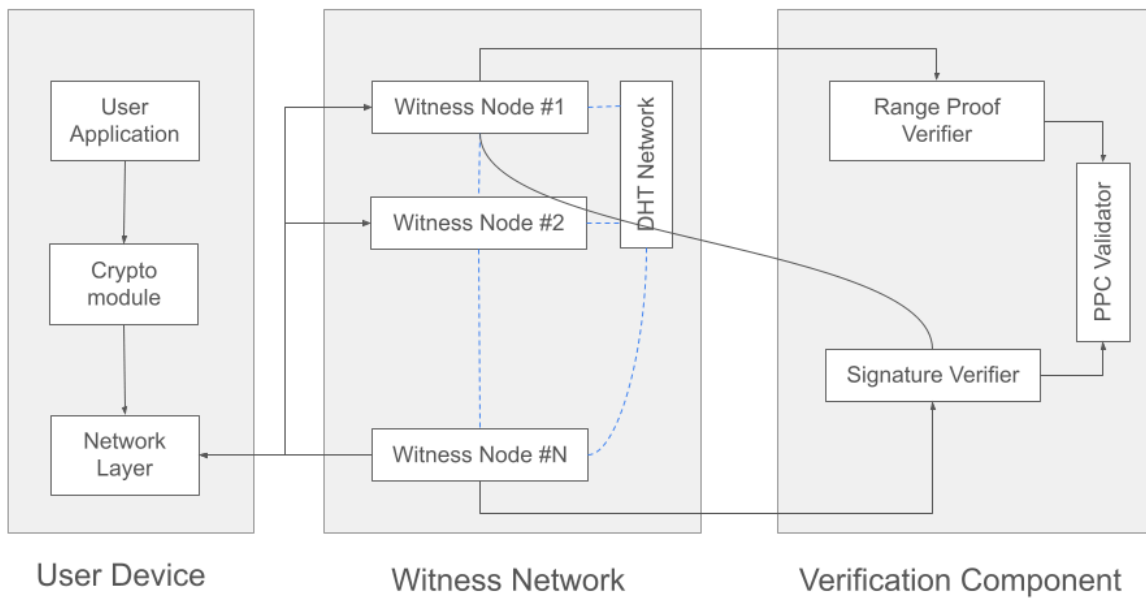 User
Application
Crypto
module
Network
Layer
User Device
Witness Node #1
Witness Node #2
Witness Node #N
DHT Network
Witness Network
Range Proof
Verifier
PPC Validator
Signature Verifier
Verification Component